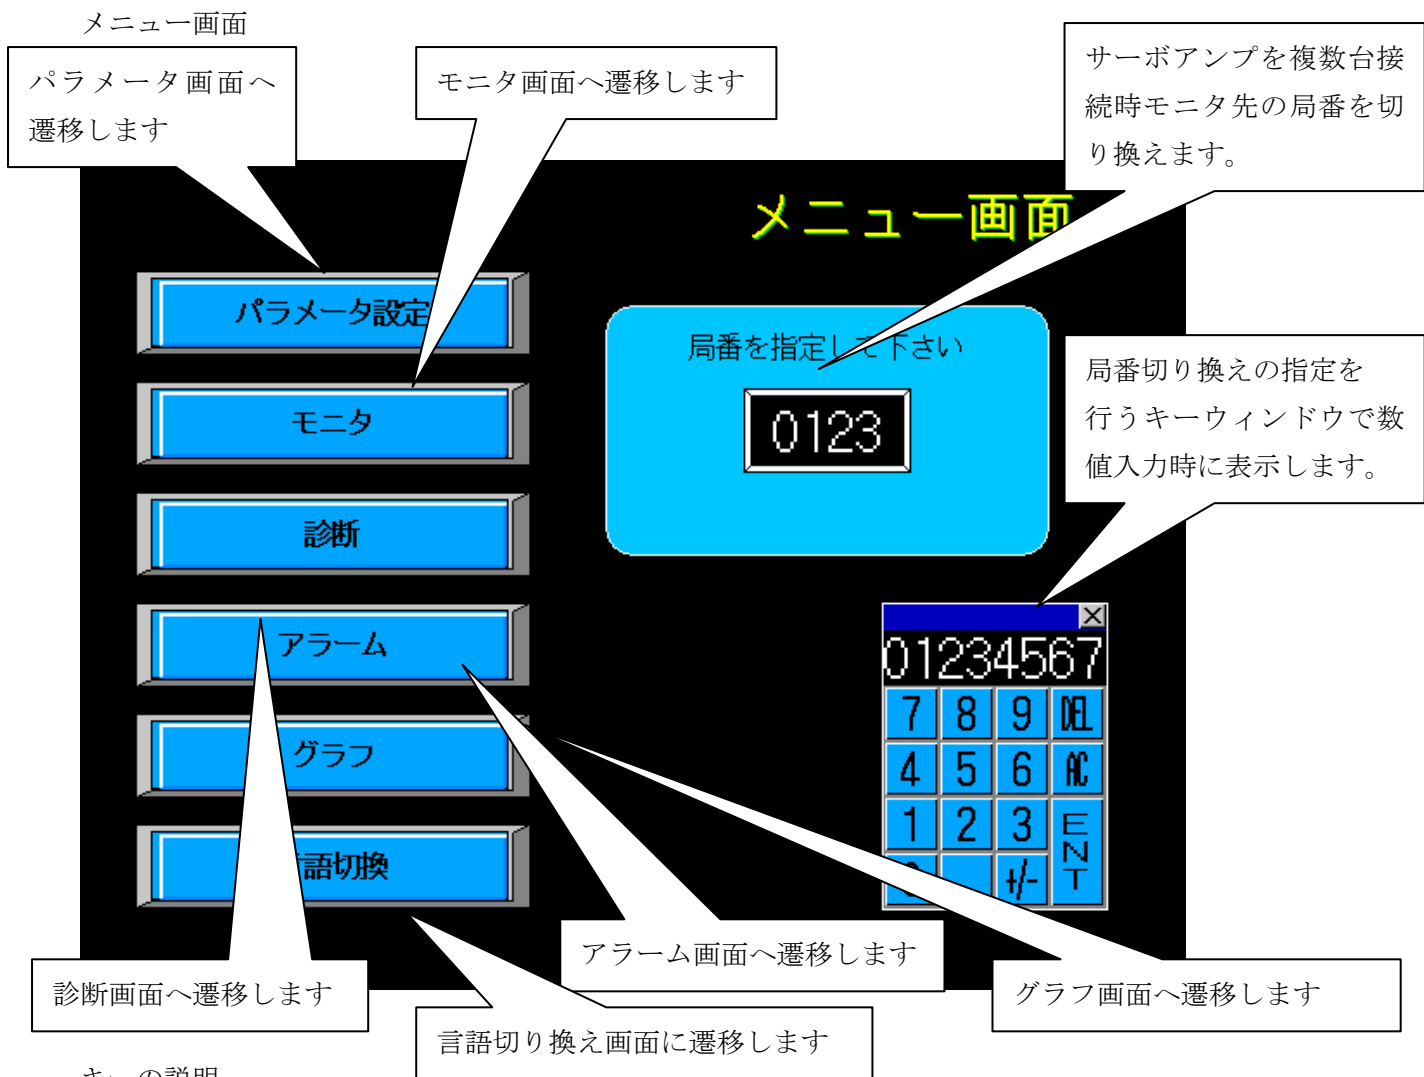 メニュー画面
パラメータ画面へ
遷移します
モニタ画面へ遷移します
サーボアンプを複数台接
続時モニタ先の局番を切
り換えます。
メニュー画面
パラメータ設定
モニタ
診断
アラーム
グラフ
語切換
局番を指定して下さい
0123
局番切り換えの指定を
行うキーウィンドウで数
値入力時に表示します。
01234567
7 8 9 DEL
4 5 6 AC
1 2 3 ENT
+/-
アラーム画面へ遷移します
診断画面へ遷移します
グラフ画面へ遷移します
言語切り換え画面に遷移します